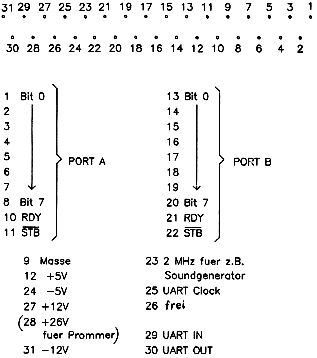 31 29 27 25 23 21 19 17 15 13 11 9 7 5 3 1
30 28 26 24 22 20 18 16 14 12 10 8 6 4 2
1 Bit 0
2
3
4
5
6
7
8 Bit 7
10 RDY
11 STB
PORT A
13 Bit 0
14
15
16
17
18
19
20 Bit 7
21 RDY
22 STB
PORT B
9 Masse
12 +5V
24 -5V
27 +12V
(28 +26V
fuer Prommer)
31 -12V
23 2 MHz fuer z.B.
Soundgenerator
25 UART Clock
26 frei
29 UART IN
30 UART OUT